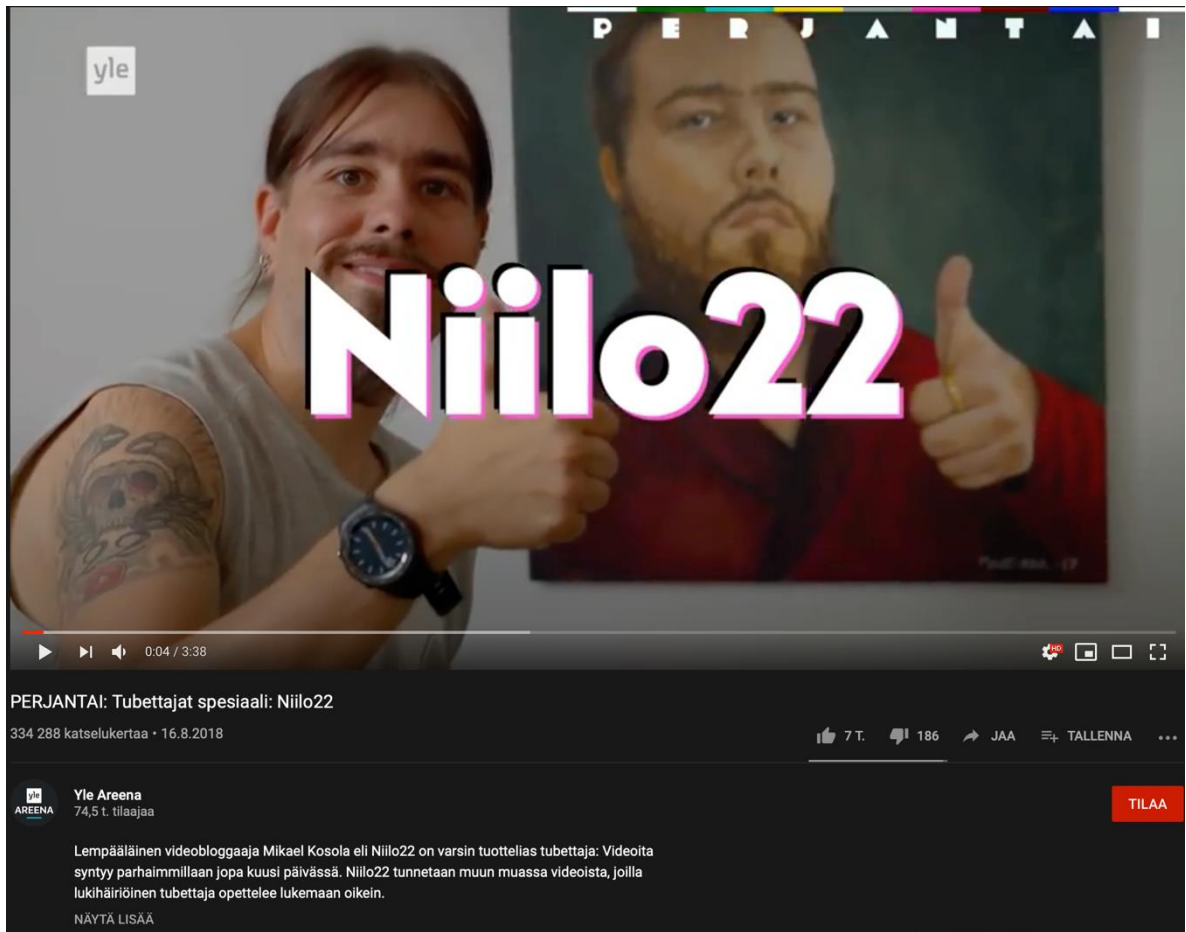 yle
PERJANTAI
Niilo22
0:04 / 3:38
HD
PERJANTAI: Tubettajat spesiaali: Niilo22
334 288 katselukertaa • 16.8.2018
7 T.
186
JAA
TALLENNA
yle
AREENA
Yle Areena
74,5 t. tilaajaa
TILAA
Lempääläinen videobloggaaja Mikael Kosola eli Niilo22 on varsin tuottelias tubettaja: Videoita
syntyy parhaimmillaan jopa kuusi päivässä. Niilo22 tunnetaan muun muassa videoista, joilla
lukihäiriöinen tubettaja opettelee lukemaan oikein.
NÄYTÄ LISÄÄ